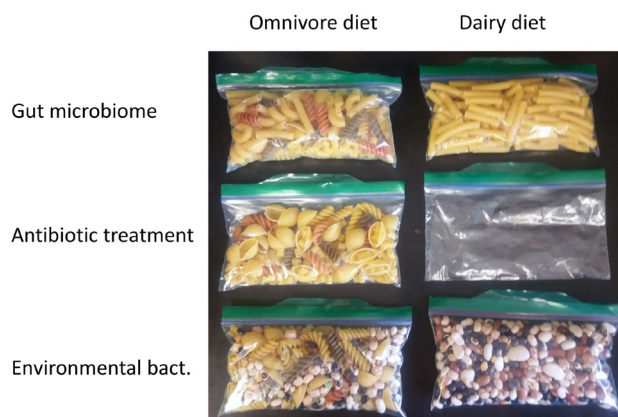 Omnivore diet
Dairy diet
Gut microbiome
Antibiotic treatment
Environmental bact.